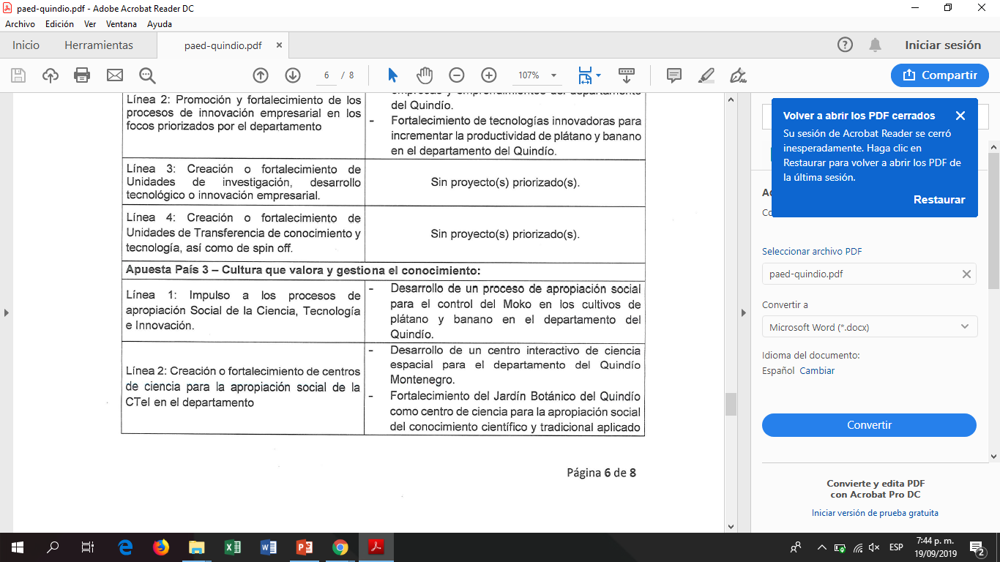 paed-quindio.pdf - Adobe Acrobat Reader DC
Archivo Edición Ver Ventana Ayuda
Inicio Herramientas paed-quindio.pdf Iniciar sesión
6 / 8 107% Compartir
Línea 2: Promoción y fortalecimiento de los
procesos de innovación empresarial en los
focos priorizados por el departamento
empresas y emprendimientos del departamento
del Quindío.
- Fortalecimiento de tecnologías innovadoras para
incrementar la productividad de plátano y banano
en el departamento del Quindío.
Línea 3: Creación o fortalecimiento de
Unidades de investigación, desarrollo
tecnológico o innovación empresarial.
Sin proyecto(s) priorizado(s).
Línea 4: Creación o fortalecimiento de
Unidades de Transferencia de conocimiento y
tecnología, así como de spin off.
Sin proyecto(s) priorizado(s).
Apuesta País 3 – Cultura que valora y gestiona el conocimiento:
Línea 1: Impulso a los procesos de
apropiación Social de la Ciencia, Tecnología
e Innovación.
- Desarrollo de un proceso de apropiación social
para el control del Moko en los cultivos de
plátano y banano en el departamento del
Quindío.
Línea 2: Creación o fortalecimiento de centros
de ciencia para la apropiación social de la
CTeI en el departamento
- Desarrollo de un centro interactivo de ciencia
espacial para el departamento del Quindío
Montenegro.
- Fortalecimiento del Jardín Botánico del Quindío
como centro de ciencia para la apropiación social
del conocimiento científico y tradicional aplicado
Página 6 de 8
Volver a abrir los PDF cerrados
Su sesión de Acrobat Reader se cerró
inesperadamente. Haga clic en
Restaurar para volver a abrir los PDF de
la última sesión.
Restaurar
Seleccionar archivo PDF
paed-quindio.pdf
Convertir a
Microsoft Word (*.docx)
Idioma del documento:
Español Cambiar
Convertir
Convierte y edita PDF
con Acrobat Pro DC
Iniciar versión de prueba gratuita
ESP
7:44 p. m.
19/09/2019
2